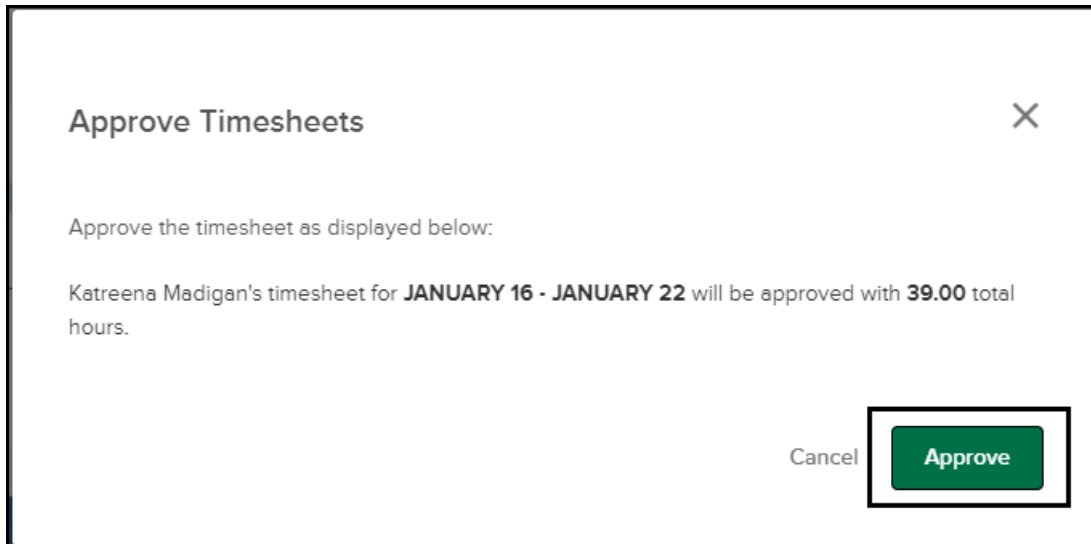 Approve Timesheets
Approve the timesheet as displayed below:
Katreena Madigan's timesheet for JANUARY 16 - JANUARY 22 will be approved with 39.00 total
hours.
Cancel
Approve